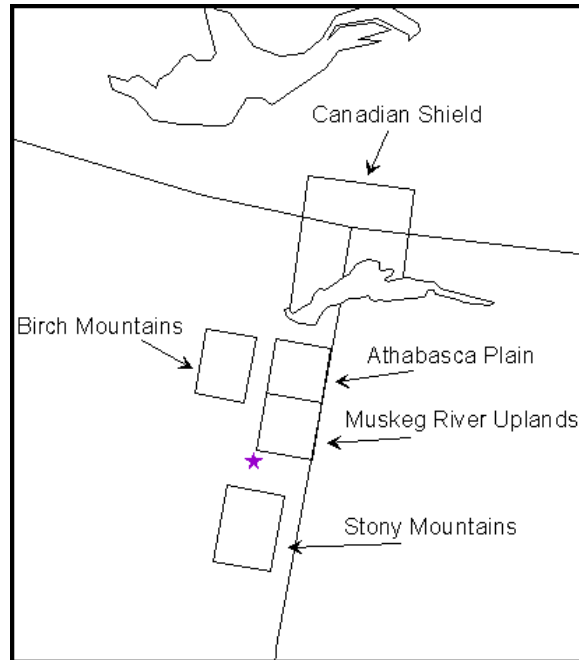 Canadian Shield
Birch Mountains
Athabasca Plain
Muskeg River Uplands
Stony Mountains